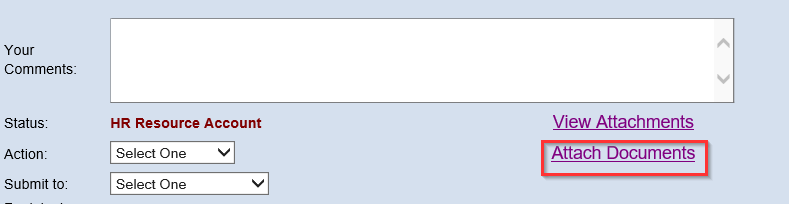 Your
Comments:
Status: HR Resource Account View Attachments
Action: Select One Attach Documents
Submit to: Select One